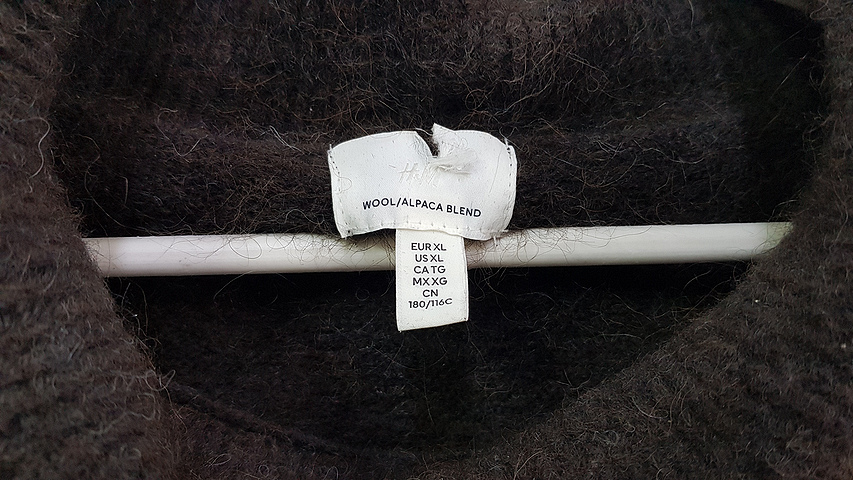 H&M
WOOL/ALPACA BLEND
EUR XL
US XL
CA TG
MX XG
CN
180/116C